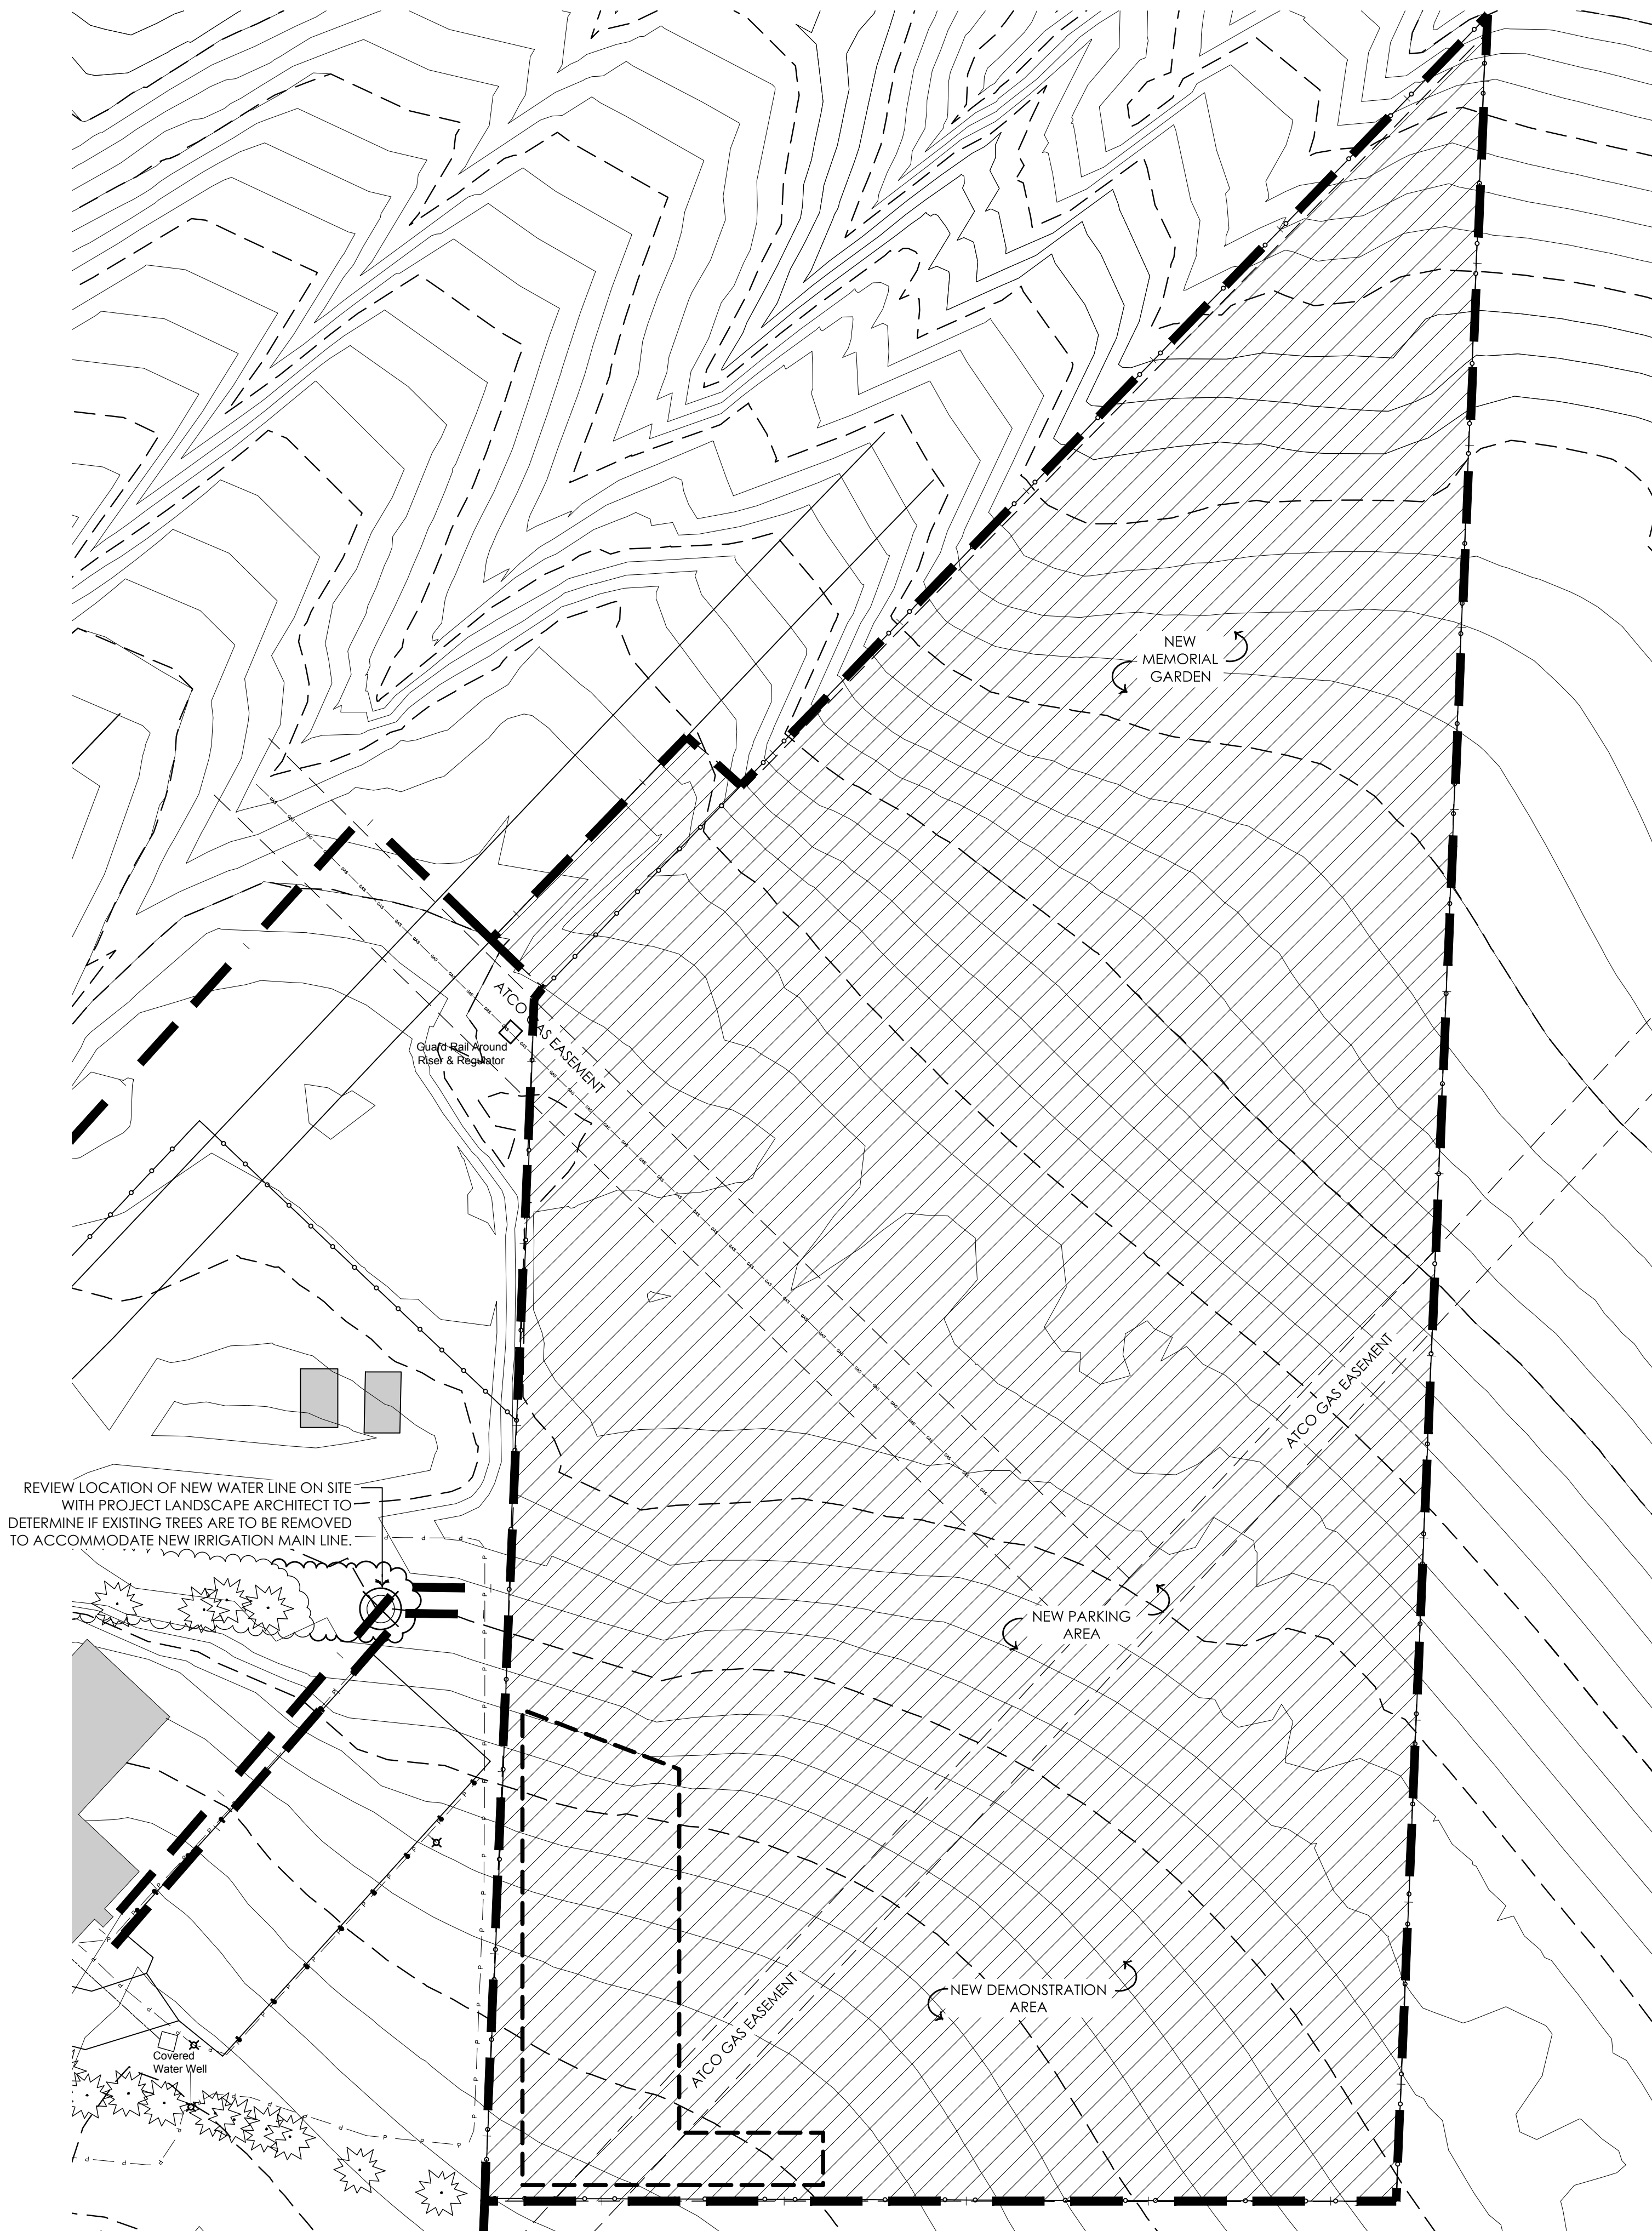 NEW
MEMORIAL
GARDEN
ATCO GAS EASEMENT
Guard Rail Around
Riser & Regulator
ATCO GAS EASEMENT
REVIEW LOCATION OF NEW WATER LINE ON SITE
WITH PROJECT LANDSCAPE ARCHITECT TO
DETERMINE IF EXISTING TREES ARE TO BE REMOVED
TO ACCOMMODATE NEW IRRIGATION MAIN LINE.
NEW PARKING
AREA
NEW DEMONSTRATION
AREA
ATCO GAS EASEMENT
Covered
Water Well